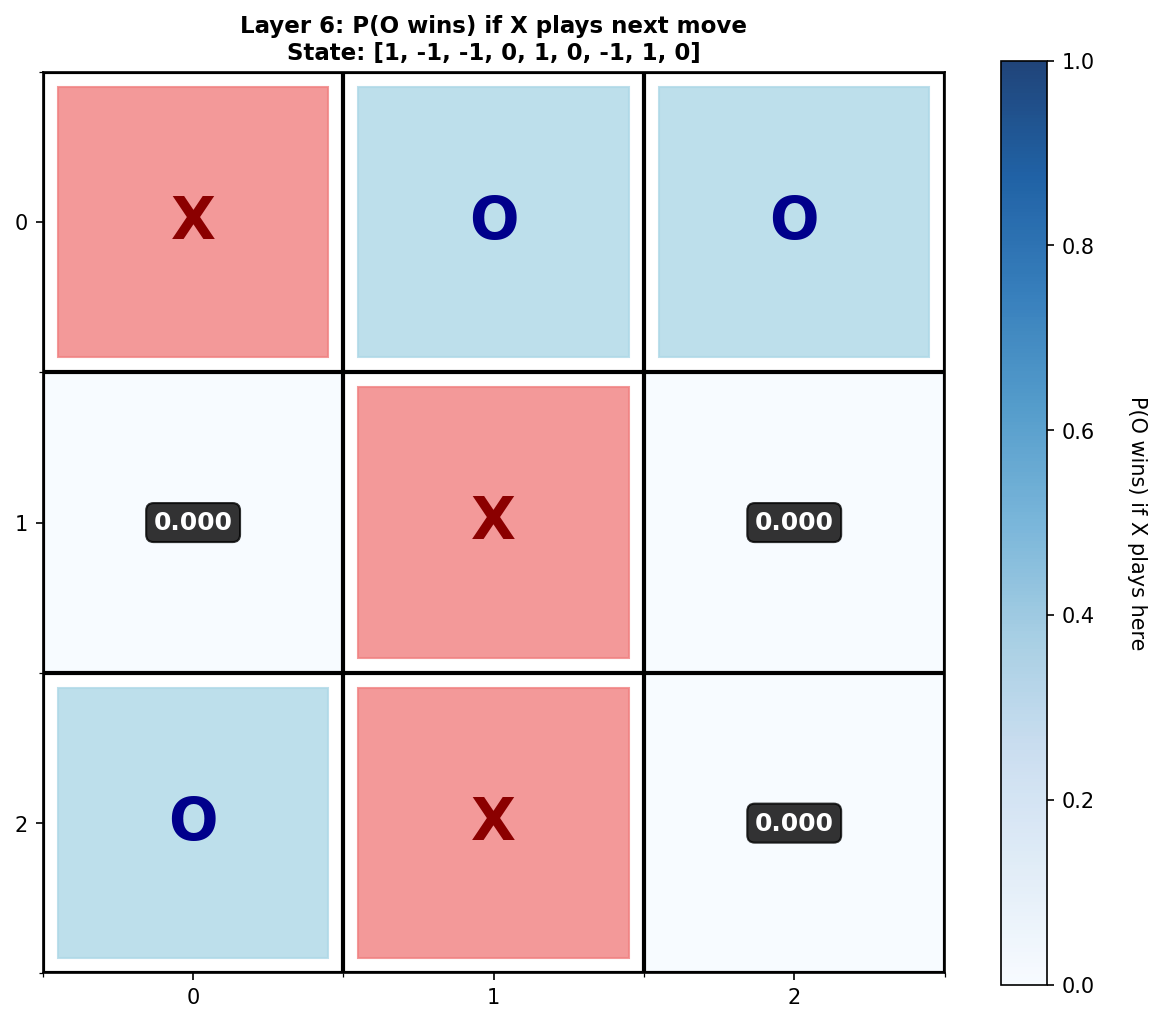 Layer 6: P(O wins) if X plays next move
State: [1, -1, -1, 0, 1, 0, -1, 1, 0]
X
O
O
0
0.000
X
0.000
1
O
X
0.000
2
0
1
2
1.0
0.8
0.6
0.4
0.2
0.0
P(O wins) if X plays here